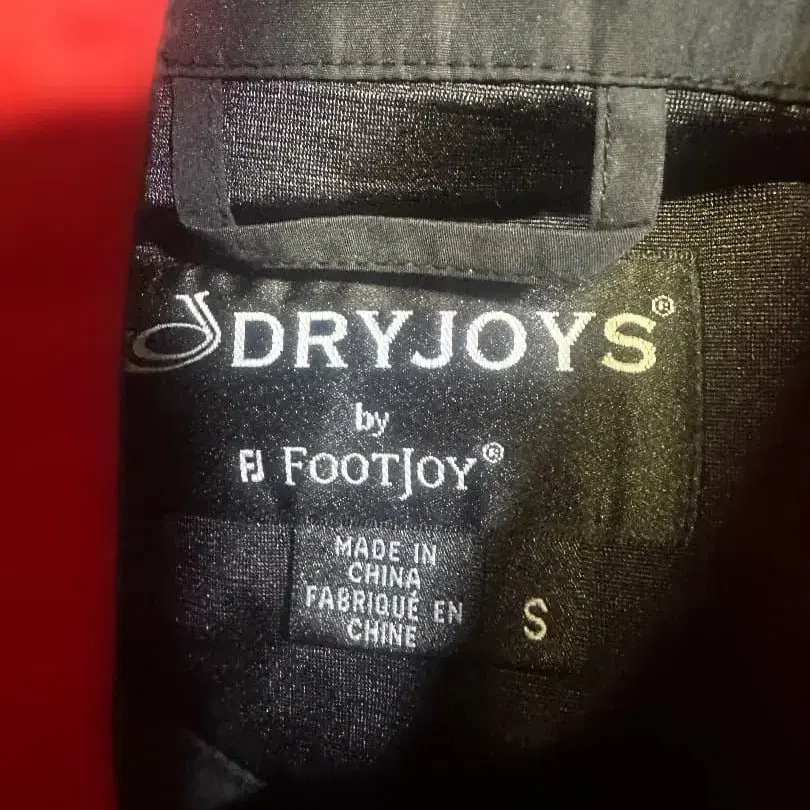 DRYJOYS®
by
FJ FOOTJOY®
MADE IN
CHINA
FABRIQUÉ EN
CHINE
S